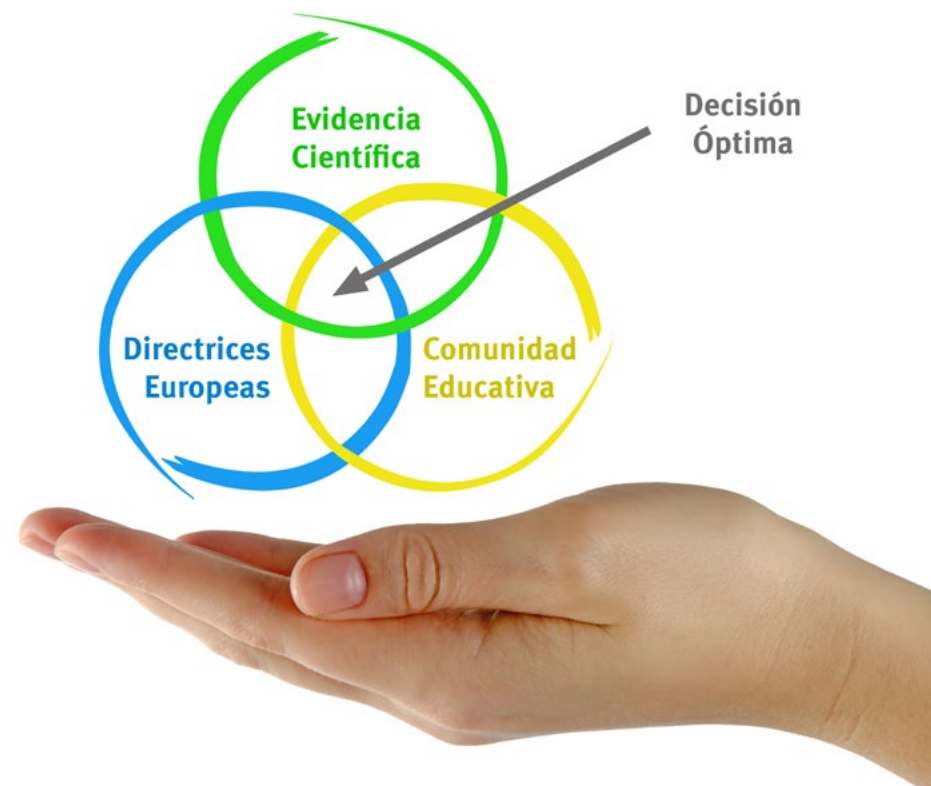 Evidencia
Científica
Decisión
Óptima
Directrices
Europeas
Comunidad
Educativa